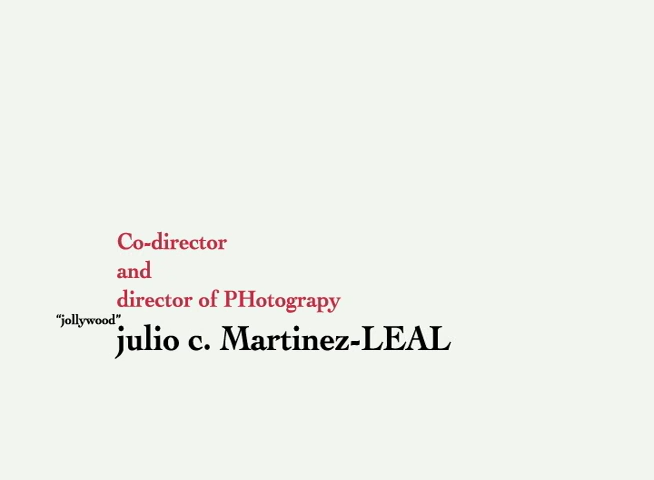 Co-director
and
director of PHotograpy
“jollywood”
julio c. Martinez-LEAL